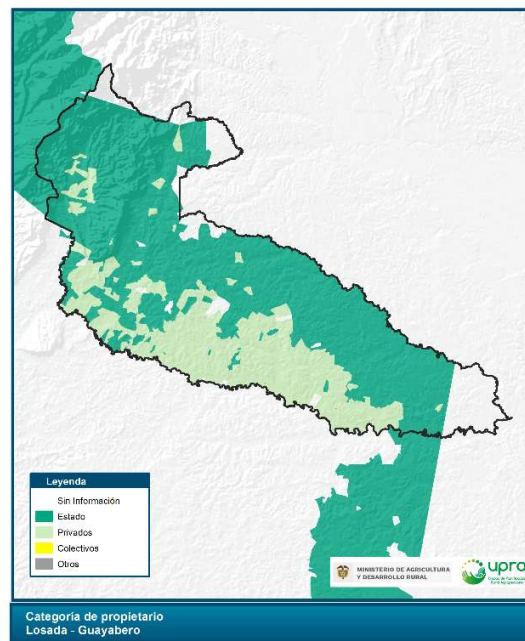 Leyenda
Sin Información
Estado
Privados
Colectivos
Otros
MINISTERIO DE AGRICULTURA
Y DESARROLLO RURAL
upra
Categoría de propietario
Losada - Guayabero